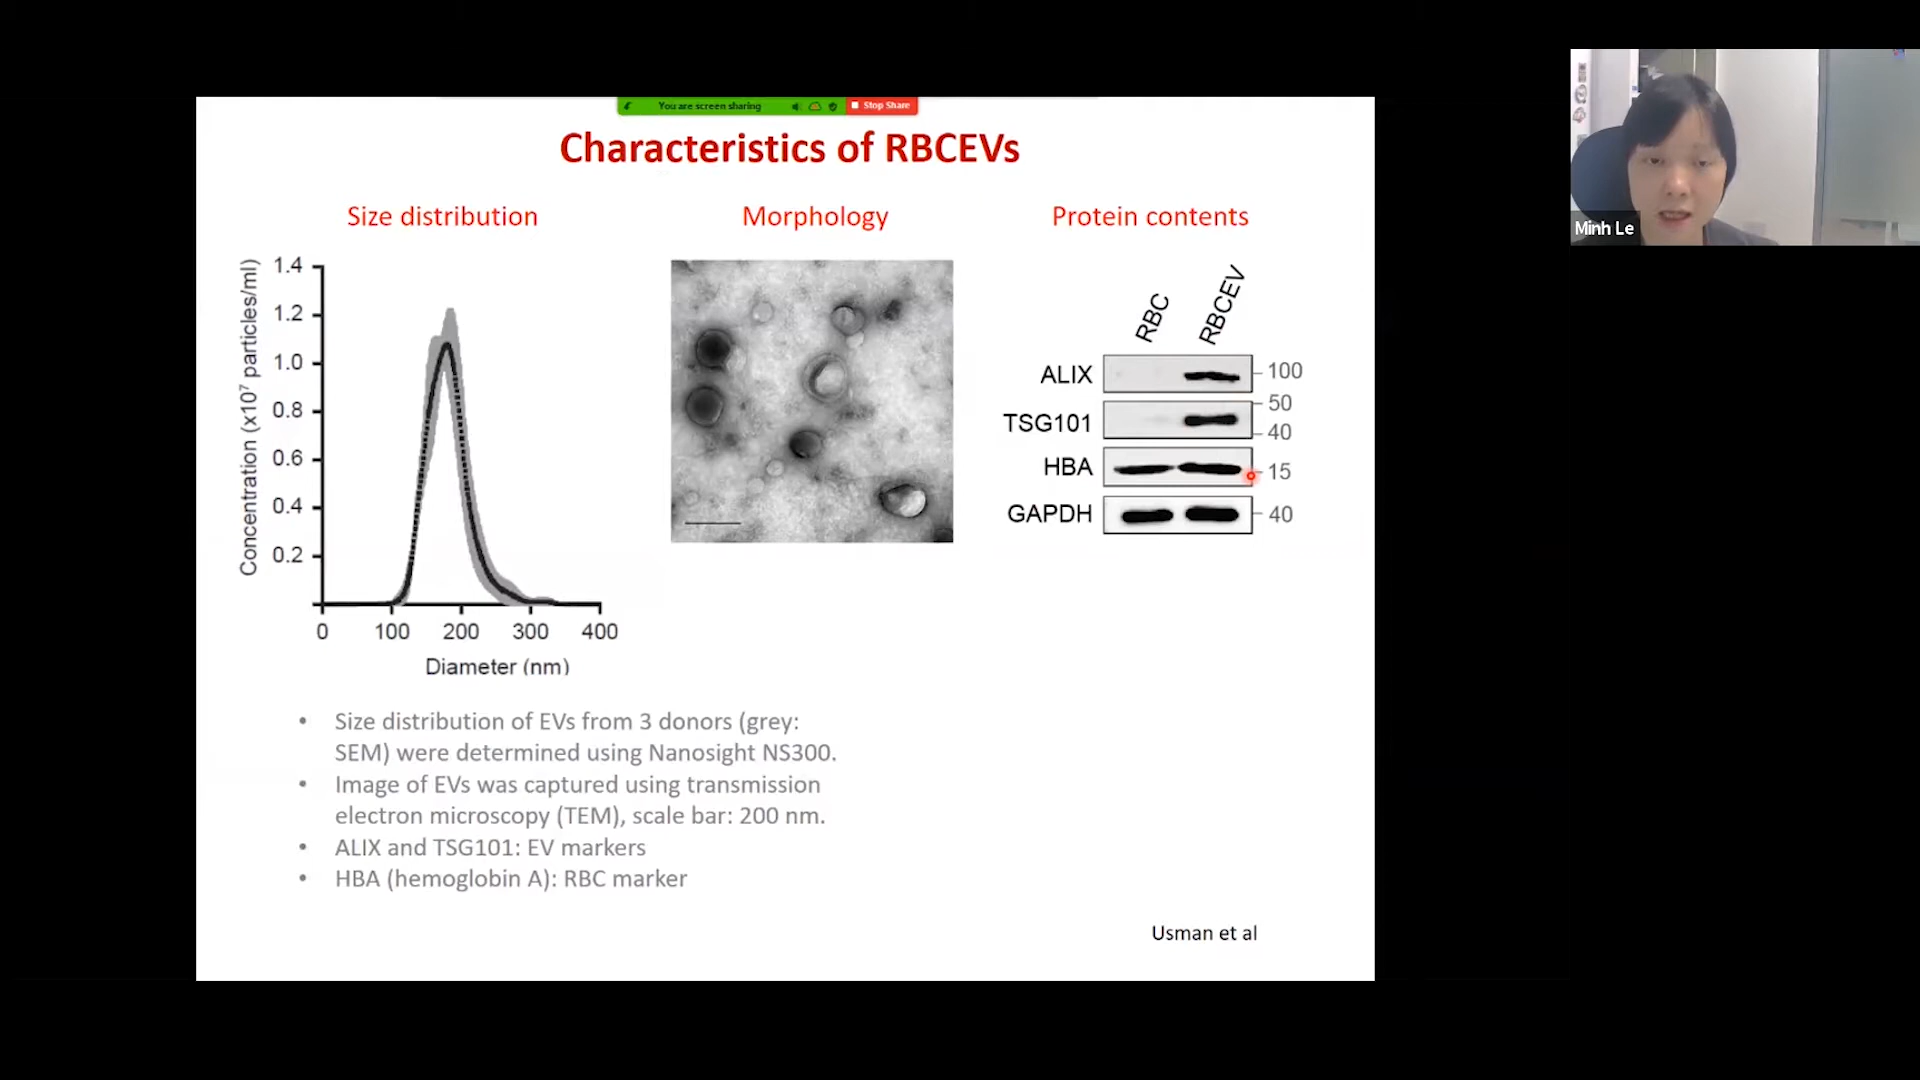 You are screen sharing
Stop Share
Characteristics of RBCEVs
Size distribution
Morphology
Protein contents
Concentration (x10⁷ particles/ml)
1.4
1.2
1.0
0.8
0.6
0.4
0.2
0 100 200 300 400
Diameter (nm)
RBC RBCEV
ALIX 100
50
TSG101 40
HBA 15
GAPDH 40
• Size distribution of EVs from 3 donors (grey:
SEM) were determined using Nanosight NS300.
• Image of EVs was captured using transmission
electron microscopy (TEM), scale bar: 200 nm.
• ALIX and TSG101: EV markers
• HBA (hemoglobin A): RBC marker
Usman et al
Minh Le